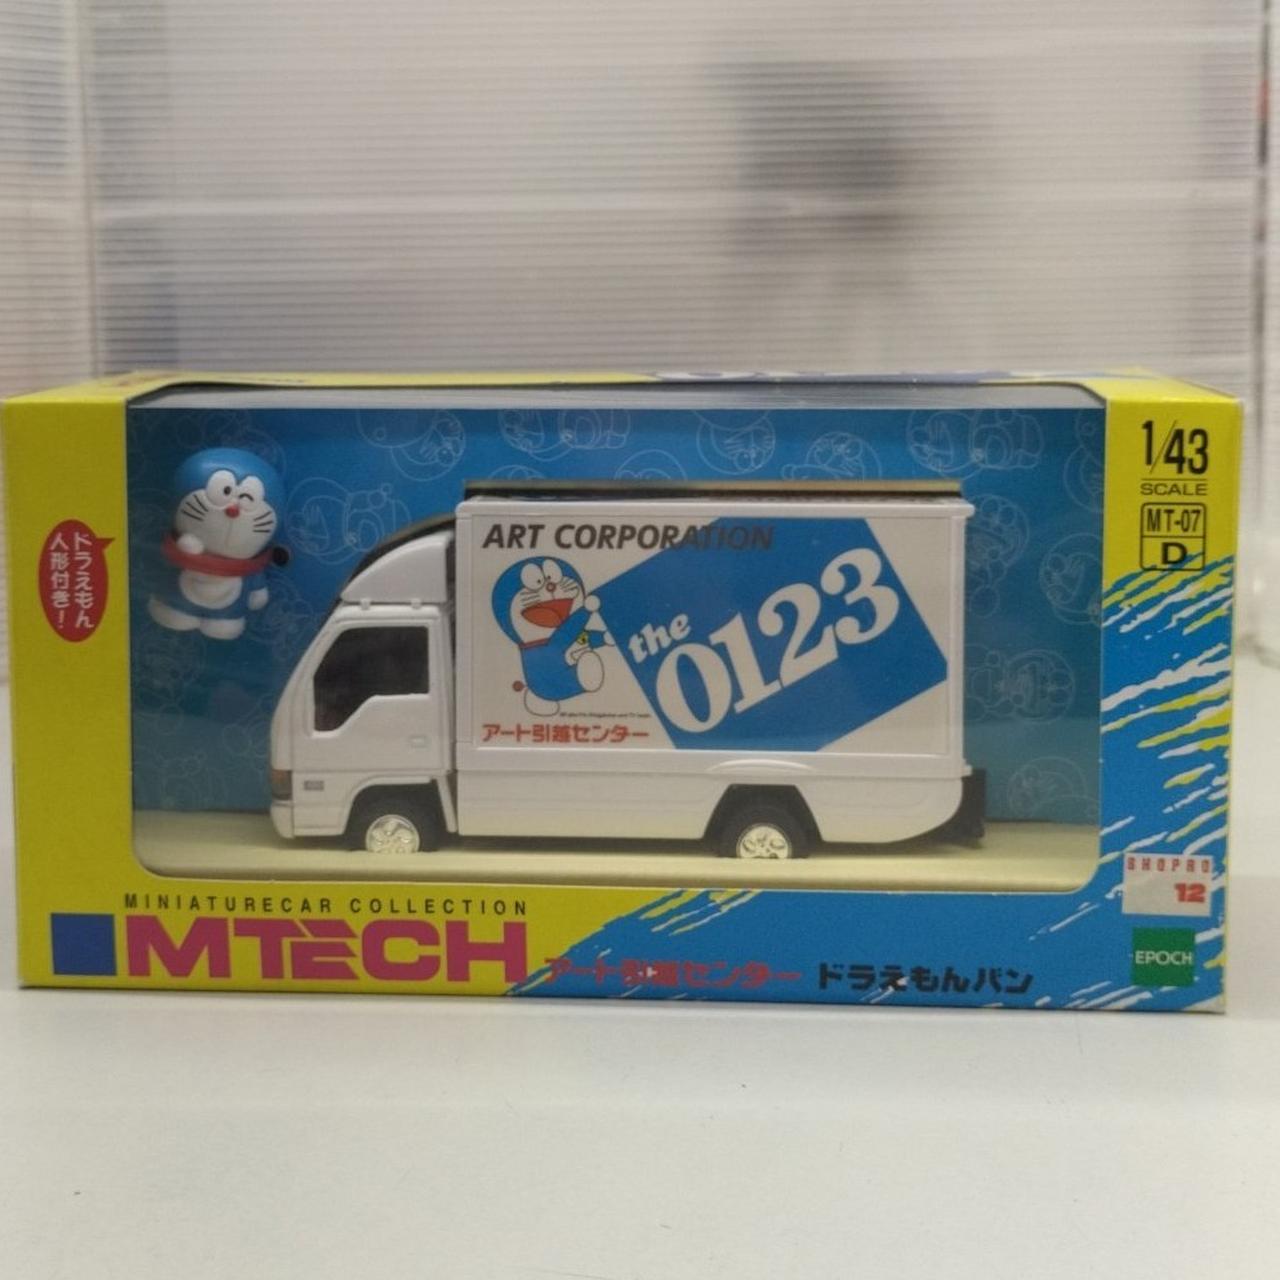 1/43
SCALE
MT-07
D
ドラえもん
人形付き！
ART CORPORATION
the
0123
アート引越センター
SHOPRO
12
MINIATURECAR COLLECTION
MTECH
アート引越センター ドラえもんバン
EPOCH